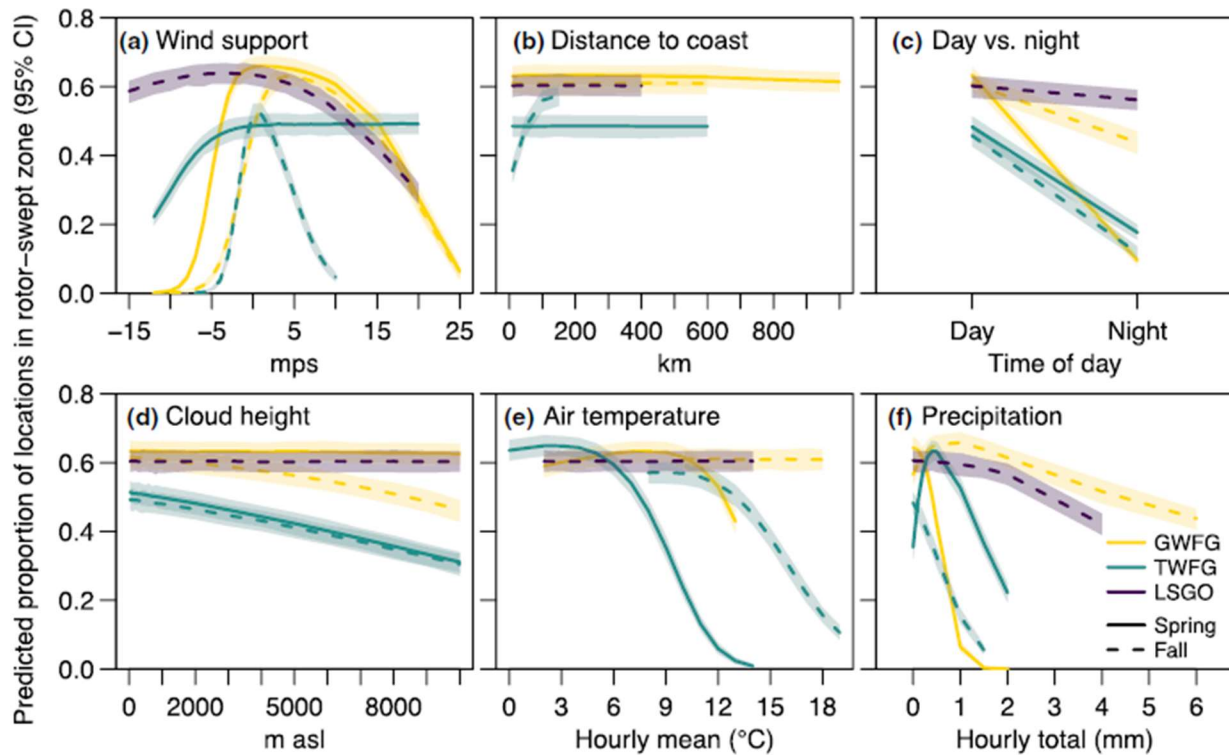 Predicted proportion of locations in rotor-swept zone (95% CI)
(a) Wind support
(b) Distance to coast
(c) Day vs. night
0.8
0.6
0.4
0.2
0.0
−15 −5 5 15 25
mps
0 200 400 600 800
km
Day Night
Time of day
(d) Cloud height
(e) Air temperature
(f) Precipitation
0.8
0.6
0.4
0.2
0.0
GWFG
TWFG
LSGO
Spring
Fall
0 2000 5000 8000
m asl
0 3 6 9 12 15 18
Hourly mean (°C)
0 1 2 3 4 5 6
Hourly total (mm)